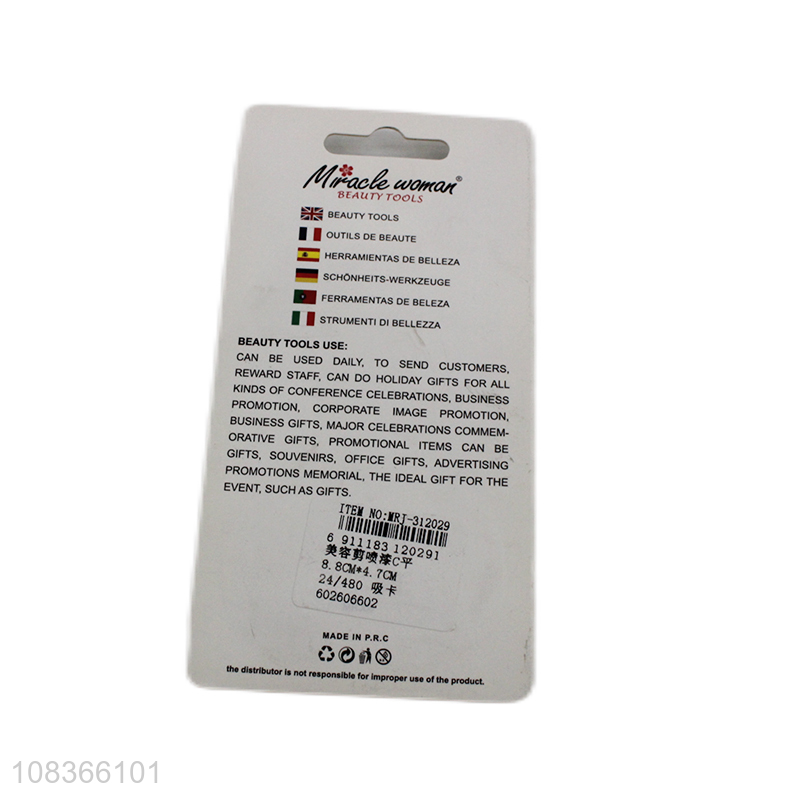 Miracle woman®
BEAUTY TOOLS
BEAUTY TOOLS
OUTILS DE BEAUTE
HERRAMIENTAS DE BELLEZA
SCHÖNHEITS-WERKZEUGE
FERRAMENTAS DE BELEZA
STRUMENTI DI BELLEZZA
BEAUTY TOOLS USE:
CAN BE USED DAILY, TO SEND CUSTOMERS,
REWARD STAFF, CAN DO HOLIDAY GIFTS FOR ALL
KINDS OF CONFERENCE CELEBRATIONS, BUSINESS
PROMOTION, CORPORATE IMAGE PROMOTION,
BUSINESS GIFTS, MAJOR CELEBRATIONS COMMEM-
ORATIVE GIFTS, PROMOTIONAL ITEMS CAN BE
GIFTS, SOUVENIRS, OFFICE GIFTS, ADVERTISING
PROMOTIONS MEMORIAL, THE IDEAL GIFT FOR THE
EVENT, SUCH AS GIFTS.
ITEM NO:MRJ-312029
6 911183 120291
美容剪喷漆C平
8.8CM*4.7CM
24/480 吸卡
602606602
MADE IN P.R.C
the distributor is not responsible for improper use of the product.
108366101